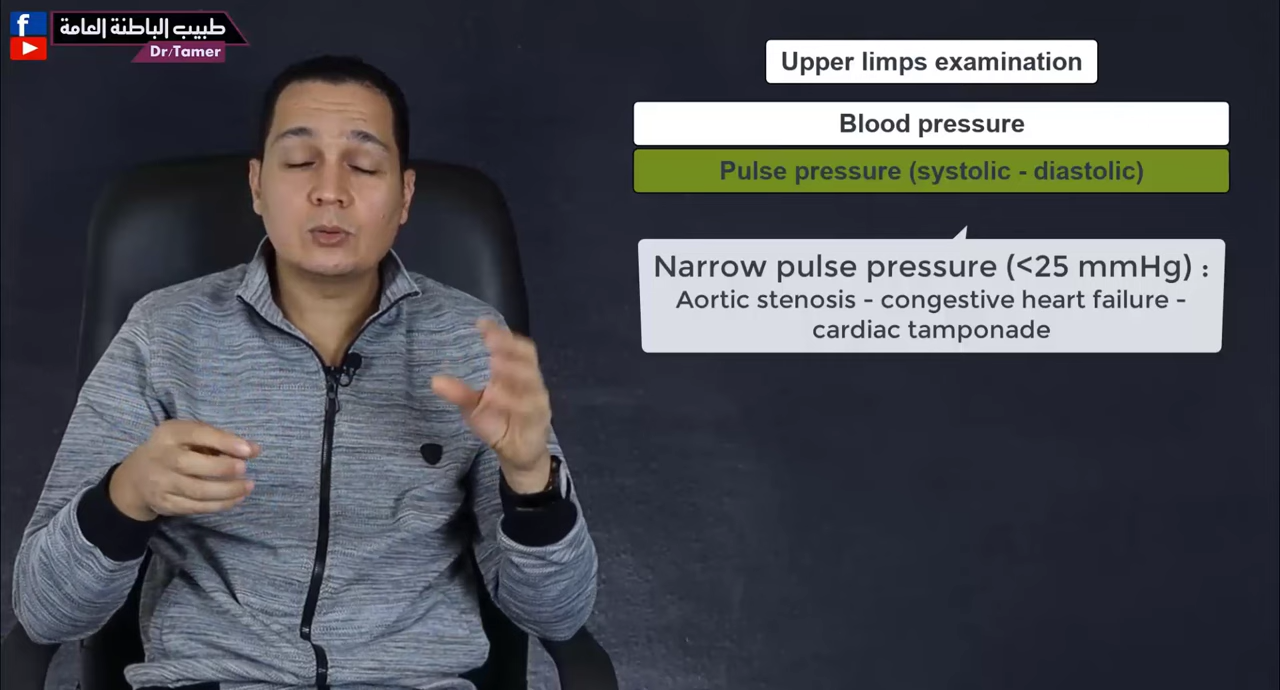 f
طبيب الباطنة العامة
Dr/Tamer
Upper limps examination
Blood pressure
Pulse pressure (systolic - diastolic)
Narrow pulse pressure (<25 mmHg) :
Aortic stenosis - congestive heart failure -
cardiac tamponade